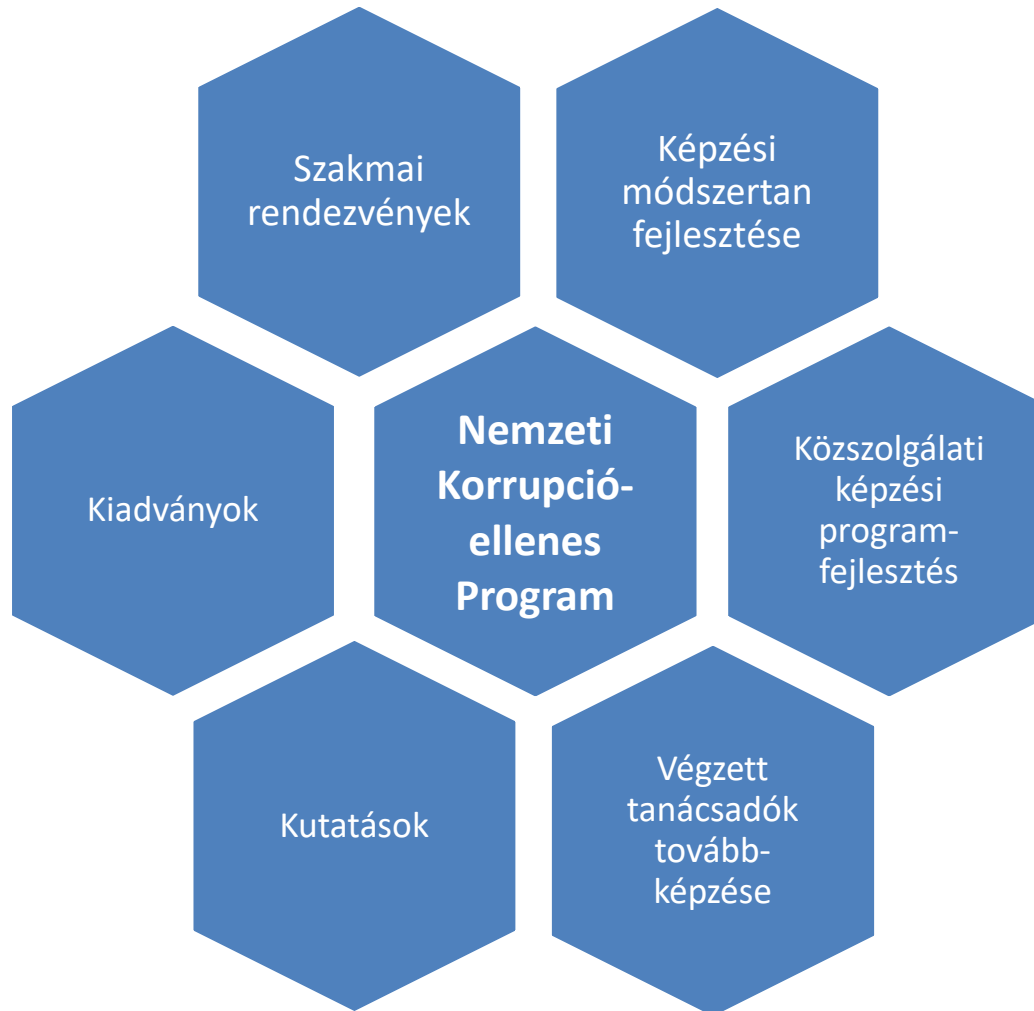 Szakmai
rendezvények
Képzési
módszertan
fejlesztése
Kiadványok
Nemzeti
Korrupció-
ellenes
Program
Közszolgálati
képzési
program-
fejlesztés
Kutatások
Végzett
tanácsadók
tovább-
képzése